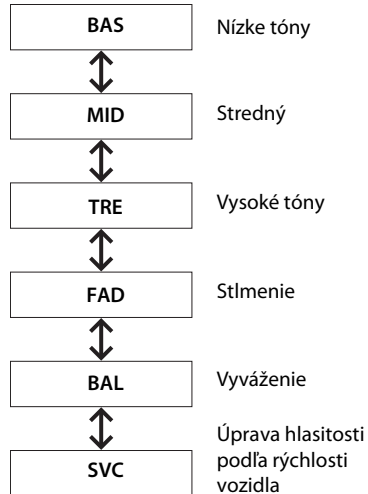 BAS Nízke tóny
MID Stredný
TRE Vysoké tóny
FAD Stlmenie
BAL Vyváženie
SVC Úprava hlasitosti
podľa rýchlosti
vozidla